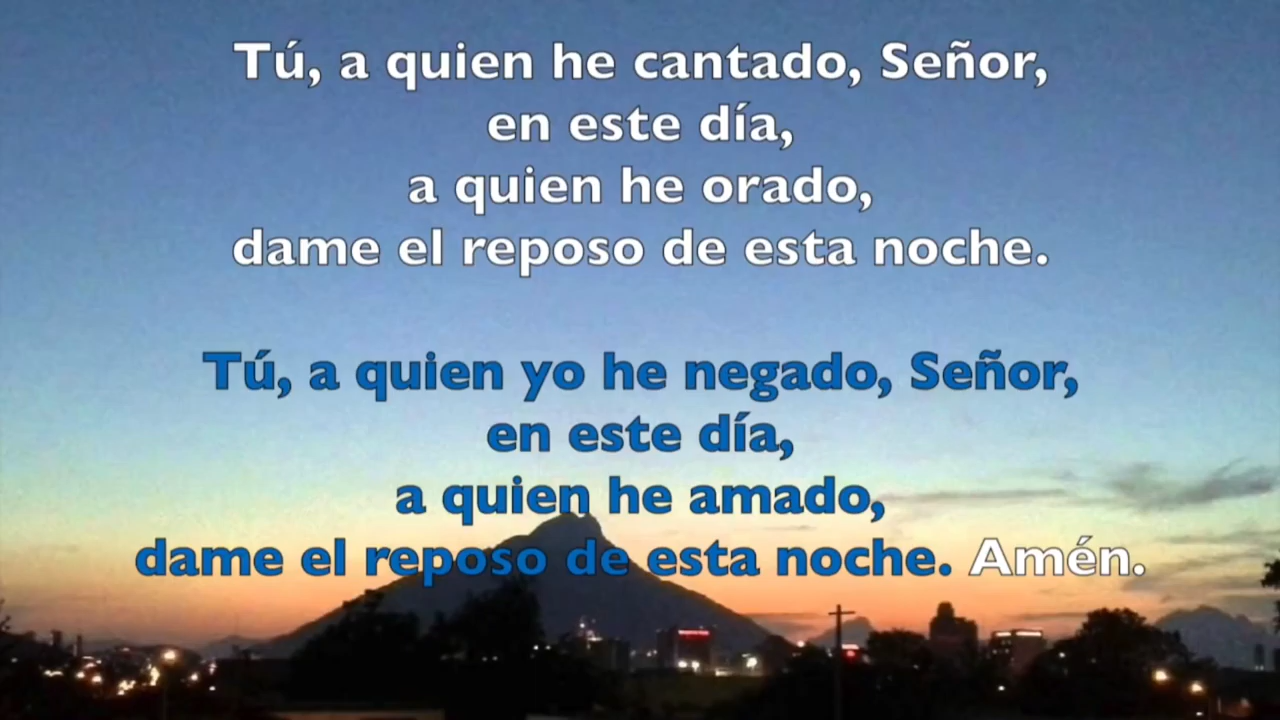 Tú, a quien he cantado, Señor,
en este día,
a quien he orado,
dame el reposo de esta noche.
Tú, a quien yo he negado, Señor,
en este día,
a quien he amado,
dame el reposo de esta noche. Amén.